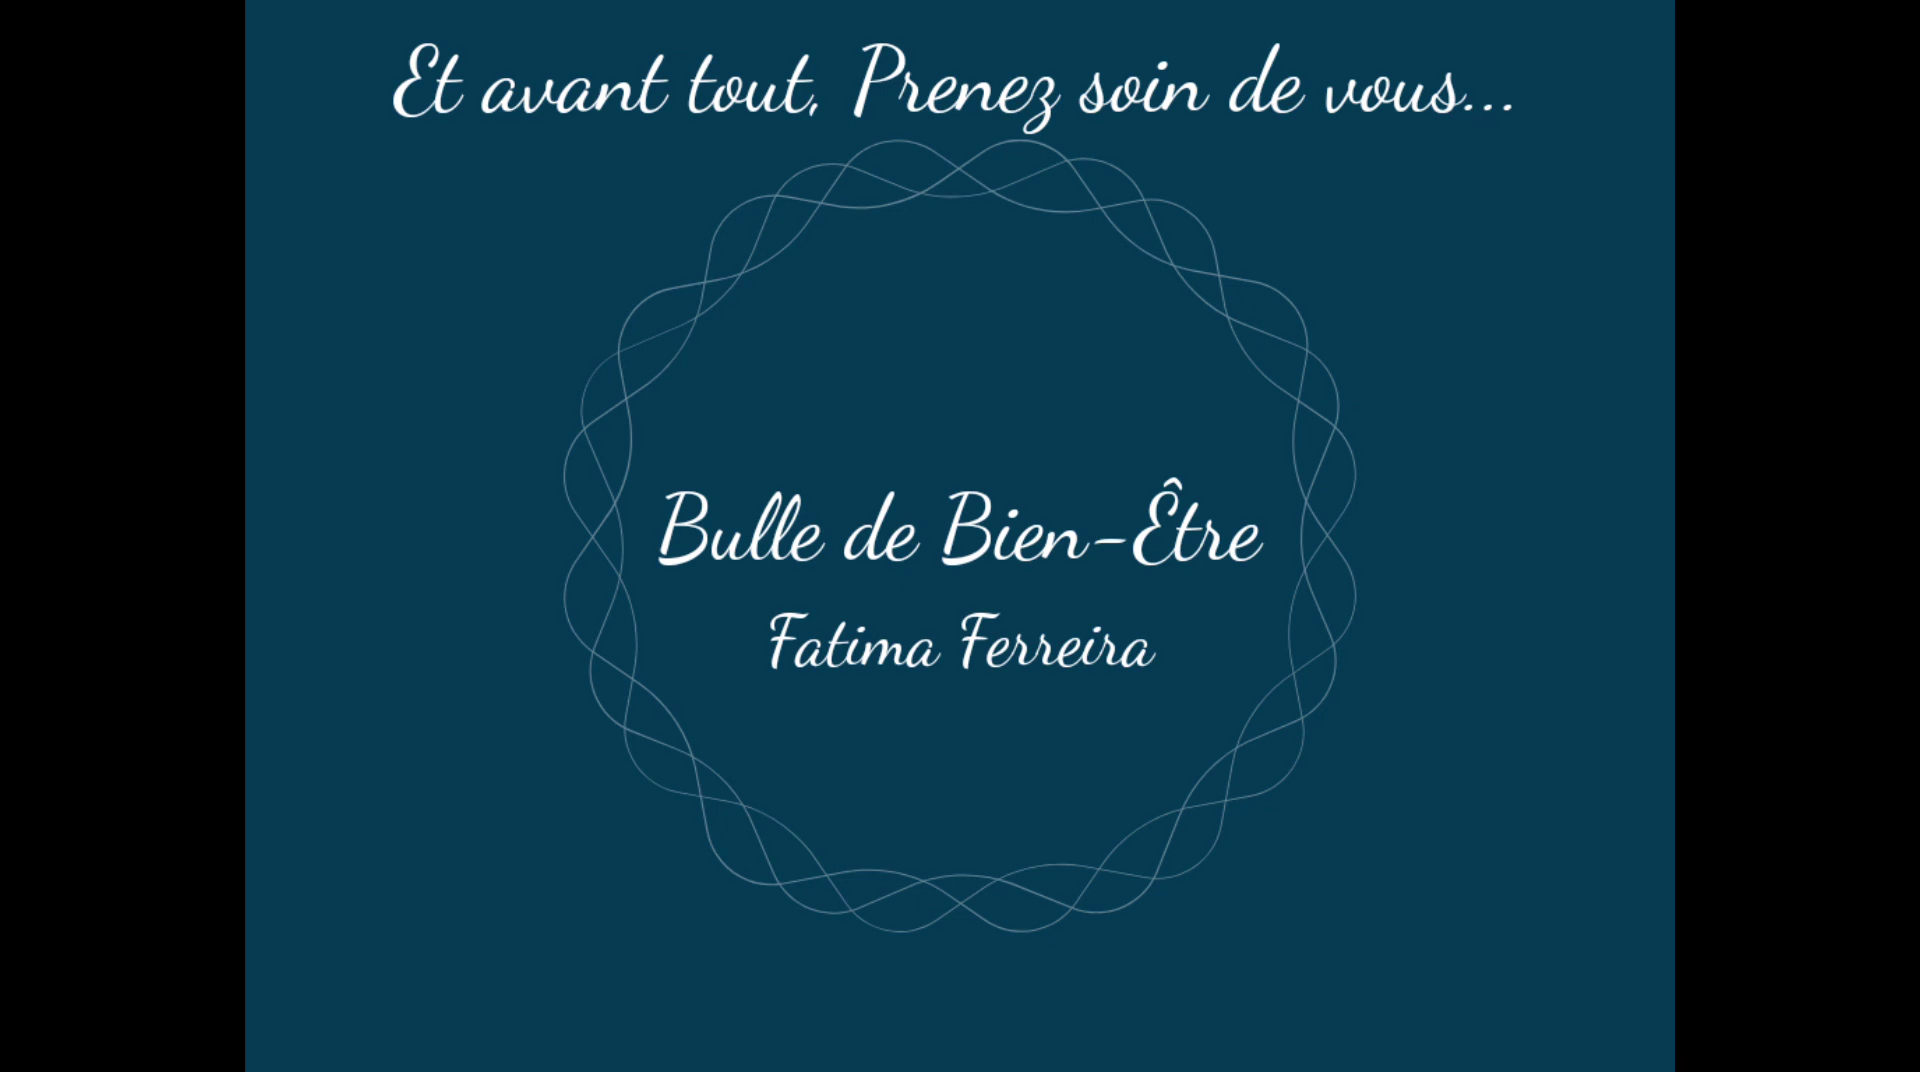 Et avant tout, Prenez soin de vous...
Bulle de Bien-Être
Fatima Ferreira